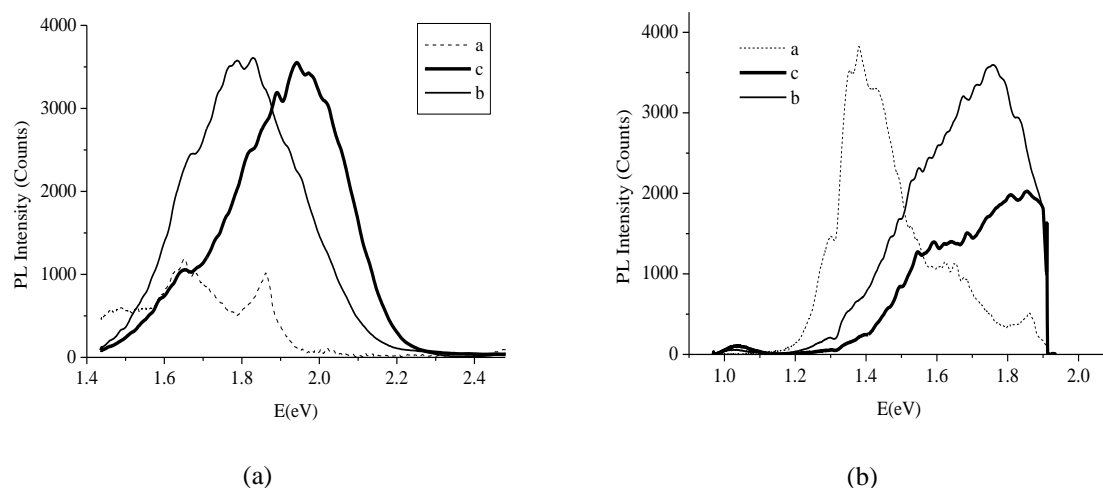 4000
3000
2000
1000
0
PL Intensity (Counts)
1.4 1.6 1.8 2.0 2.2 2.4
E(eV)
a
c
b
(a)
4000
3000
2000
1000
0
PL Intensity (Counts)
1.0 1.2 1.4 1.6 1.8 2.0
E(eV)
a
c
b
(b)